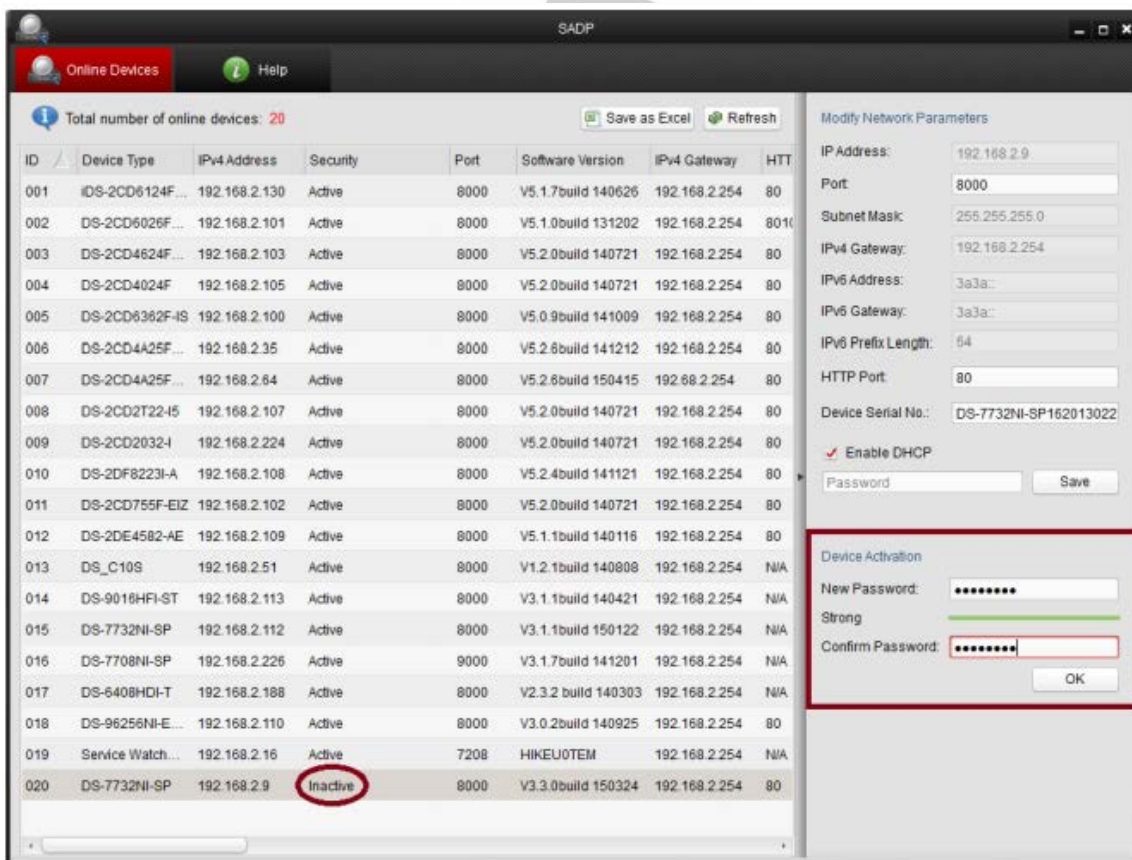 SADP
Online Devices Help
Total number of online devices: 20 Save as Excel Refresh
ID Device Type IPv4 Address Security Port Software Version IPv4 Gateway HTT
001 iDS-2CD6124F... 192.168.2.130 Active 8000 V5.1.7build 140626 192.168.2.254 80
002 DS-2CD6026F... 192.168.2.101 Active 8000 V5.1.0build 131202 192.168.2.254 801
003 DS-2CD4624F... 192.168.2.103 Active 8000 V5.2.0build 140721 192.168.2.254 80
004 DS-2CD4024F 192.168.2.105 Active 8000 V5.2.0build 140721 192.168.2.254 80
005 DS-2CD6362F-IS 192.168.2.100 Active 8000 V5.0.9build 141009 192.168.2.254 80
006 DS-2CD4A25F... 192.168.2.35 Active 8000 V5.2.6build 141212 192.168.2.254 80
007 DS-2CD4A25F... 192.168.2.64 Active 8000 V5.2.6build 150415 192.68.2.254 80
008 DS-2CD2T22-I5 192.168.2.107 Active 8000 V5.2.0build 140721 192.168.2.254 80
009 DS-2CD2032-I 192.168.2.224 Active 8000 V5.2.0build 140721 192.168.2.254 80
010 DS-2DF8223I-A 192.168.2.108 Active 8000 V5.2.4build 141121 192.168.2.254 80
011 DS-2CD755F-EIZ 192.168.2.102 Active 8000 V5.2.0build 140721 192.168.2.254 80
012 DS-2DE4582-AE 192.168.2.109 Active 8000 V5.1.1build 140116 192.168.2.254 80
013 DS_C10S 192.168.2.51 Active 8000 V1.2.1build 140808 192.168.2.254 N/A
014 DS-9016HFI-ST 192.168.2.113 Active 8000 V3.1.1build 140421 192.168.2.254 N/A
015 DS-7732NI-SP 192.168.2.112 Active 8000 V3.1.1build 150122 192.168.2.254 N/A
016 DS-7708NI-SP 192.168.2.226 Active 9000 V3.1.7build 141201 192.168.2.254 N/A
017 DS-6408HDI-T 192.168.2.188 Active 8000 V2.3.2 build 140303 192.168.2.254 N/A
018 DS-96256NI-E... 192.168.2.110 Active 8000 V3.0.2build 140925 192.168.2.254 80
019 Service Watch... 192.168.2.16 Active 7208 HIKEU0TEM 192.168.2.254 N/A
020 DS-7732NI-SP 192.168.2.9 Inactive 8000 V3.3.0build 150324 192.168.2.254 80
Modify Network Parameters
IP Address: 192.168.2.9
Port: 8000
Subnet Mask: 255.255.255.0
IPv4 Gateway: 192.168.2.254
IPv6 Address: 3a3a::
IPv6 Gateway: 3a3a::
IPv6 Prefix Length: 64
HTTP Port: 80
Device Serial No.: DS-7732NI-SP162013022
Enable DHCP
Password Save
Device Activation
New Password: ●●●●●●●●
Strong
Confirm Password: ●●●●●●●●
OK